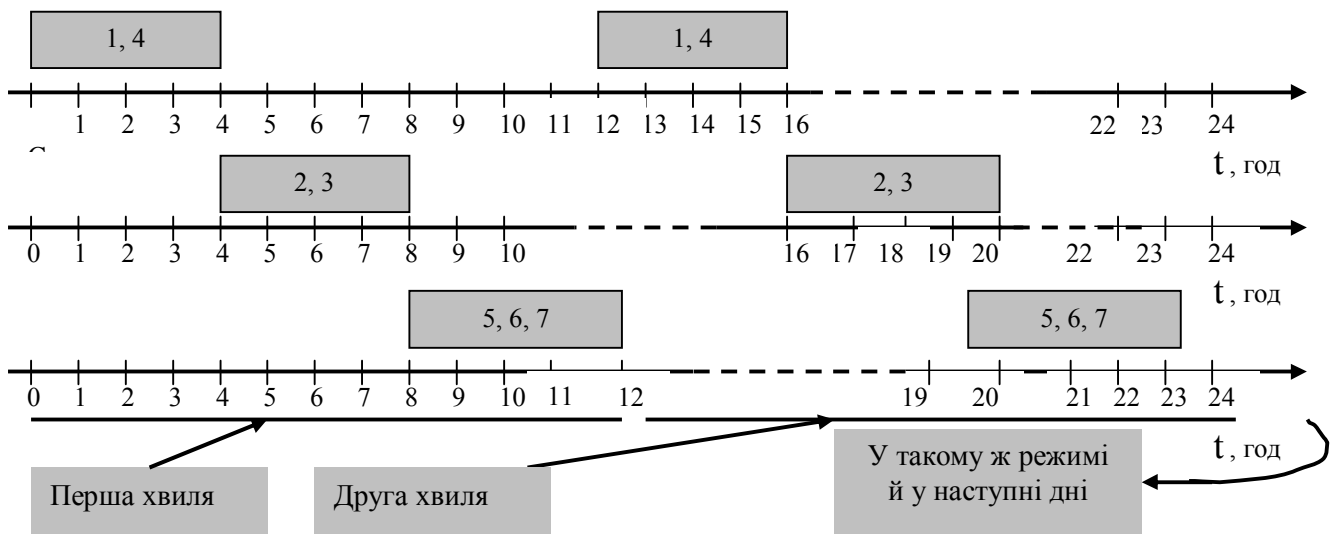 1, 4 1, 4
1 2 3 4 5 6 7 8 9 10 11 12 13 14 15 16 22 23 24
t, год
2, 3 2, 3
0 1 2 3 4 5 6 7 8 9 10 16 17 18 19 20 22 23 24
t, год
5, 6, 7 5, 6, 7
0 1 2 3 4 5 6 7 8 9 10 11 12 19 20 21 22 23 24
t, год
Перша хвиля
Друга хвиля
У такому ж режимі
й у наступні дні